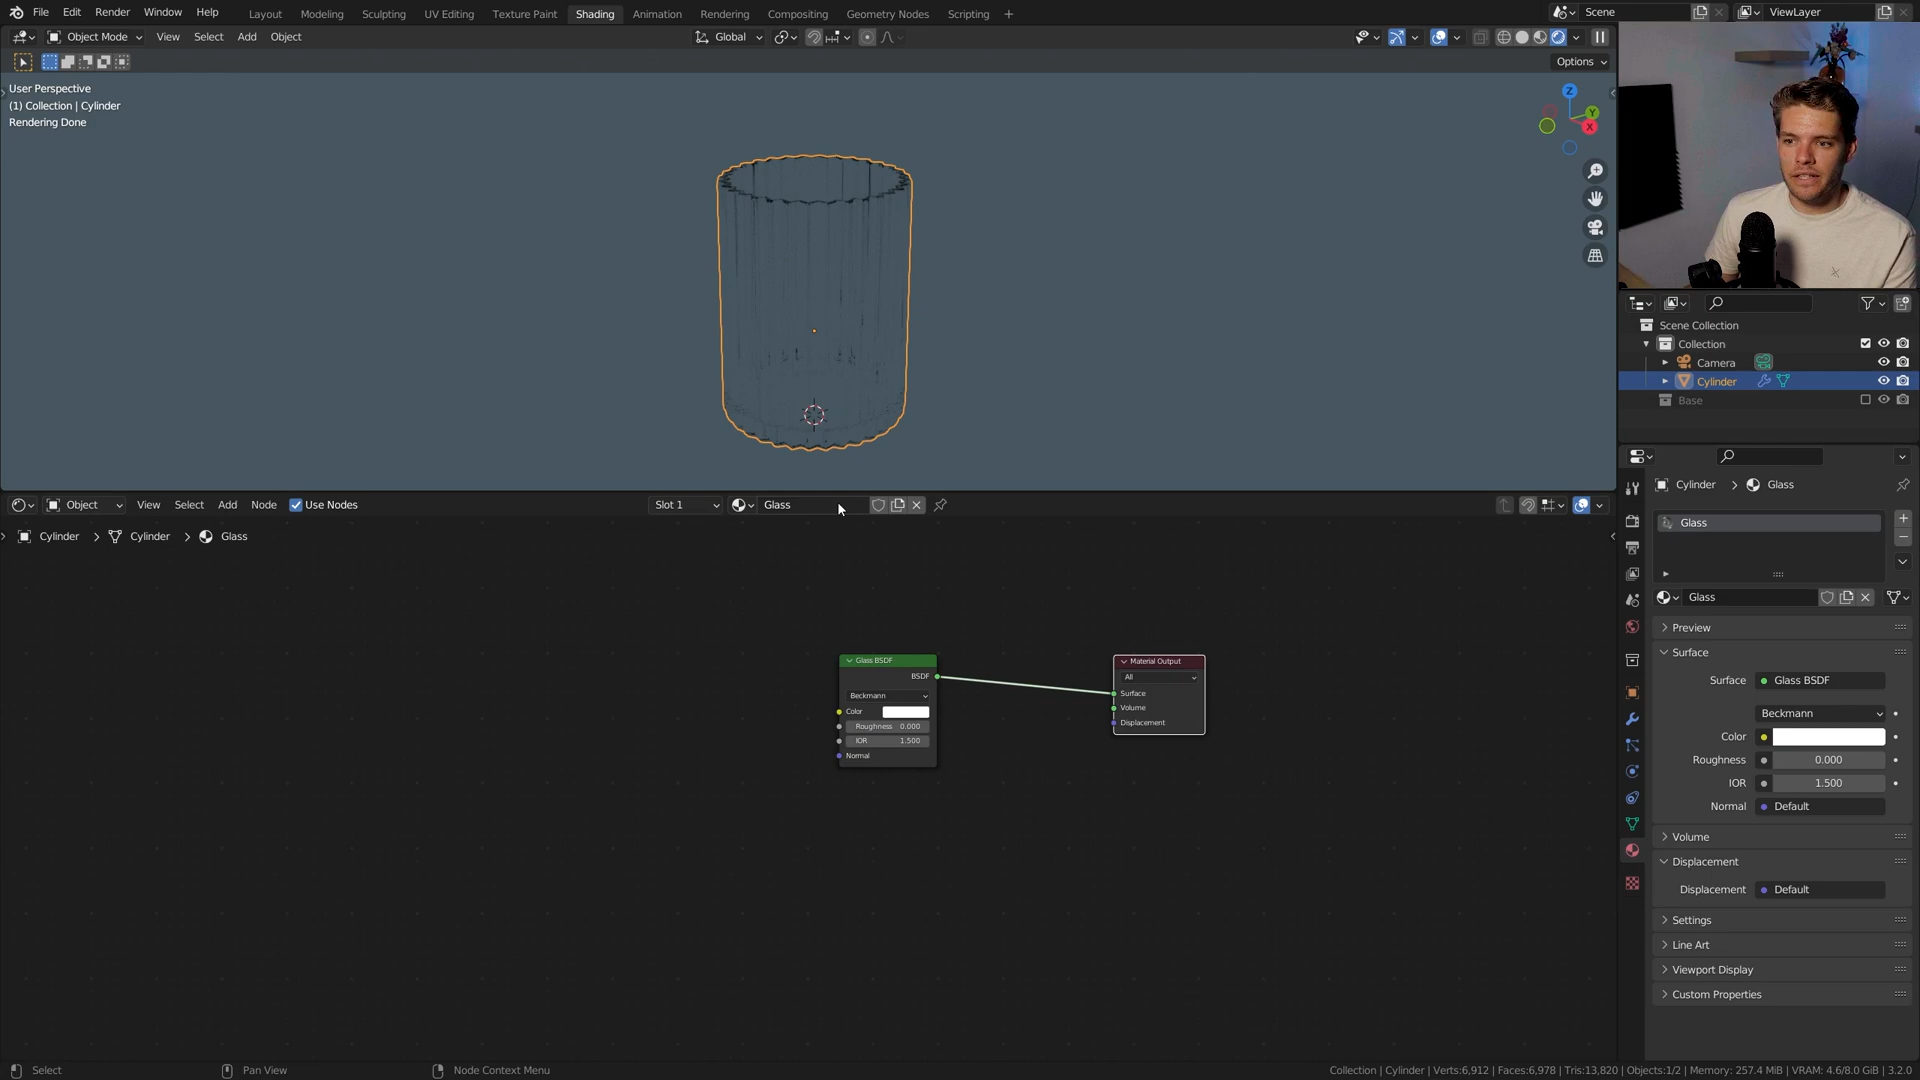 File Edit Render Window Help Layout Modeling Sculpting UV Editing Texture Paint Shading Animation Rendering Compositing Geometry Nodes Scripting + Scene ViewLayer
Object Mode View Select Add Object Global
Options
User Perspective
(1) Collection | Cylinder
Rendering Done
Z
Y
X
Scene Collection
Collection
Camera
Cylinder
Base
Object View Select Add Node Use Nodes Slot 1 Glass
Cylinder > Cylinder > Glass
Glass BSDF
BSDF
Beckmann
Color
Roughness 0.000
IOR 1.500
Normal
Material Output
All
Surface
Volume
Displacement
Cylinder > Glass
Glass
Glass
Preview
Surface
Surface Glass BSDF
Beckmann
Color
Roughness 0.000
IOR 1.500
Normal Default
Volume
Displacement
Displacement Default
Settings
Line Art
Viewport Display
Custom Properties
Select Pan View Node Context Menu Collection | Cylinder | Verts:6,912 | Faces:6,978 | Tris:13,820 | Objects:1/2 | Memory: 257.4 MiB | VRAM: 4.6/8.0 GiB | 3.2.0